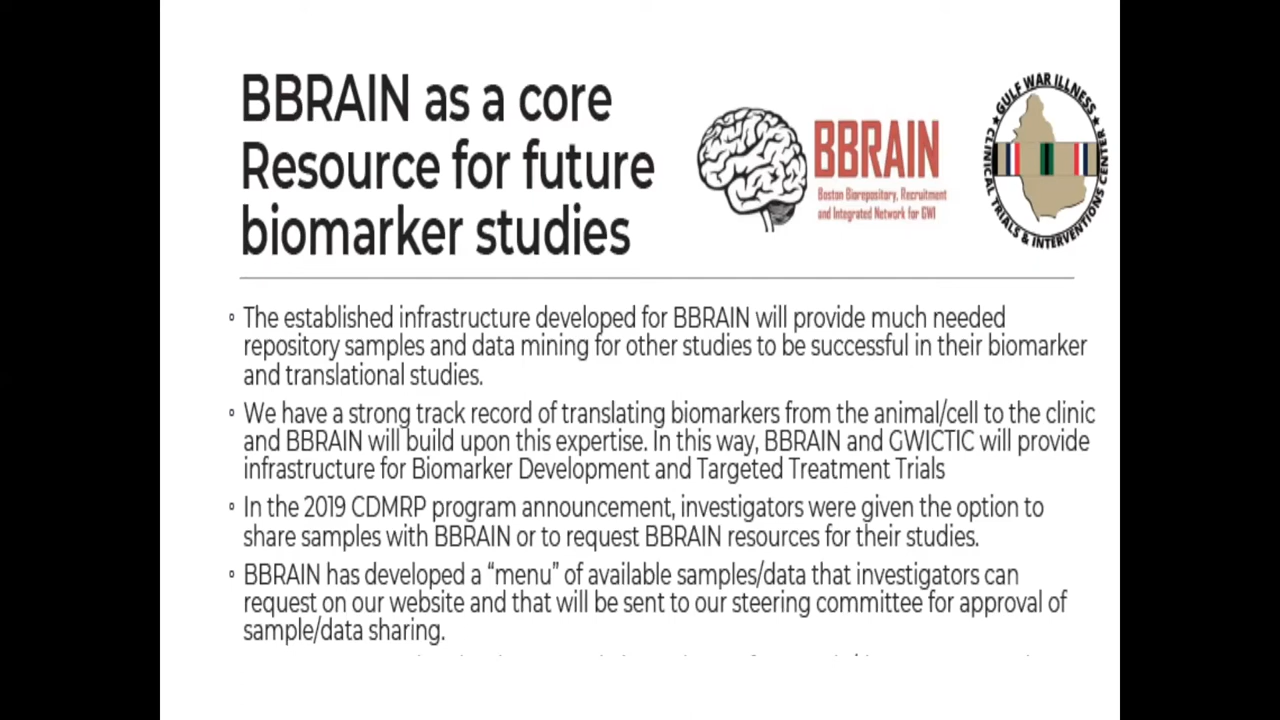 BBRAIN as a core
Resource for future
biomarker studies
BBRAIN
Boston Biorepository, Recruitment
and Integrated Network for GWI
★ GULF WAR ILLNESS ★
CLINICAL TRIALS & INTERVENTIONS CENTER
◦ The established infrastructure developed for BBRAIN will provide much needed
repository samples and data mining for other studies to be successful in their biomarker
and translational studies.
◦ We have a strong track record of translating biomarkers from the animal/cell to the clinic
and BBRAIN will build upon this expertise. In this way, BBRAIN and GWICTIC will provide
infrastructure for Biomarker Development and Targeted Treatment Trials
◦ In the 2019 CDMRP program announcement, investigators were given the option to
share samples with BBRAIN or to request BBRAIN resources for their studies.
◦ BBRAIN has developed a “menu” of available samples/data that investigators can
request on our website and that will be sent to our steering committee for approval of
sample/data sharing.